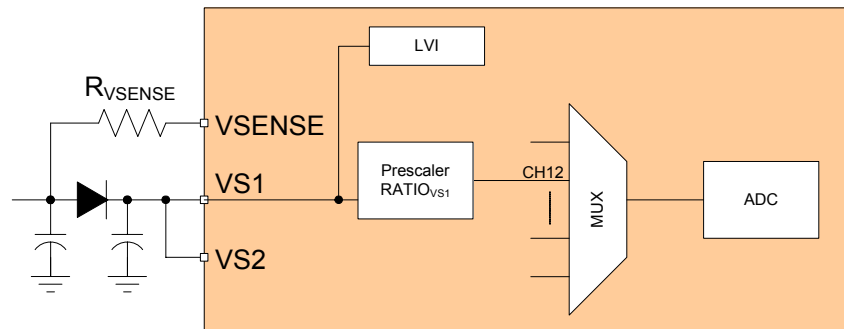 LVI
RVSENSE
VSENSE
VS1
Prescaler
RATIOVS1
CH12
MUX
ADC
VS2